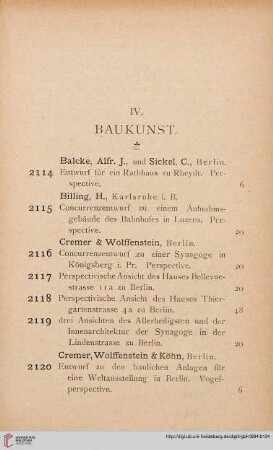 IV.
BAUKUNST.
Balcke, Alfr. J., und Sickel, C., Berlin.
2114 Entwurf für ein Rathhaus zu Rheydt. Per-
spective. 6
Billing, H., Karlsruhe i. B.
2115 Concurrenzentwurf zu einem Aufnahms-
gebäude des Bahnhofes in Luzern. Per-
spective. 20
Cremer & Wolffenstein, Berlin.
2116 Concurrenzentwurf zu einer Synagoge in
Königsberg i. Pr. Perspective. 20
2117 Perspectivische Ansicht des Hauses Bellevue-
strasse 11a zu Berlin. 20
2118 Perspectivische Ansicht des Hauses Thier-
gartenstrasse 4a zu Berlin. 48
2119 drei Ansichten des Allerheiligsten und der
Innenarchitektur der Synagoge in der
Lindenstrasse zu Berlin. 20
Cremer, Wolffenstein & Köhn, Berlin.
2120 Entwurf zu den baulichen Anlagen für
eine Weltausstellung in Berlin. Vogel-
perspective. 6